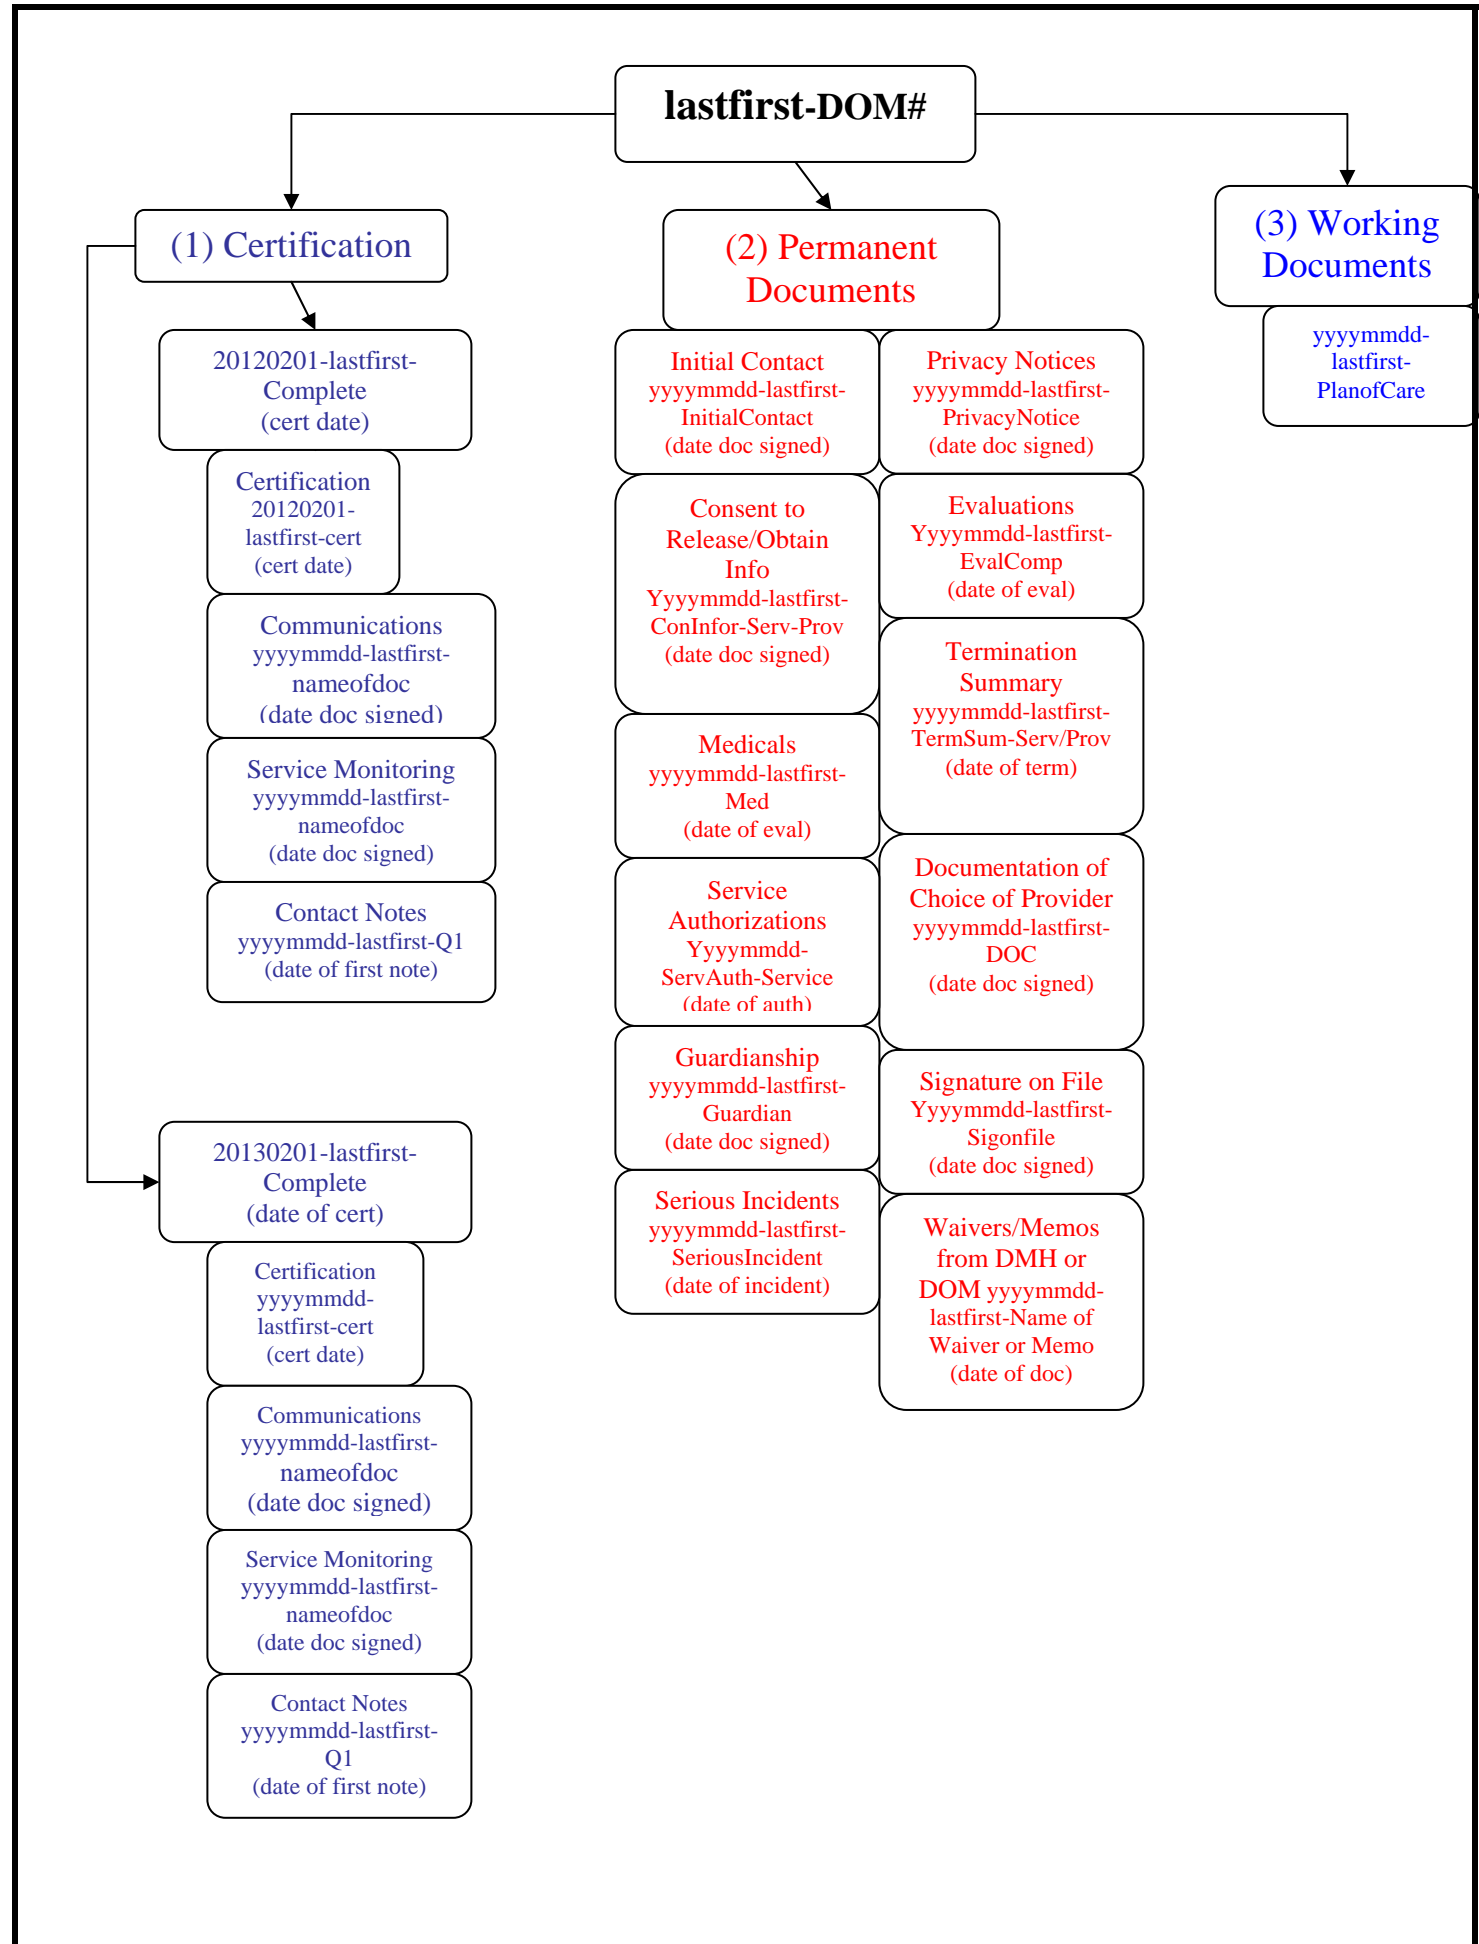 lastfirst-DOM#
(1) Certification
20120201-lastfirst-
Complete
(cert date)
Certification
20120201-
lastfirst-cert
(cert date)
Communications
yyyymmdd-lastfirst-
nameofdoc
(date doc signed)
Service Monitoring
yyyymmdd-lastfirst-
nameofdoc
(date doc signed)
Contact Notes
yyyymmdd-lastfirst-Q1
(date of first note)
20130201-lastfirst-
Complete
(date of cert)
Certification
yyyymmdd-
lastfirst-cert
(cert date)
Communications
yyyymmdd-lastfirst-
nameofdoc
(date doc signed)
Service Monitoring
yyyymmdd-lastfirst-
nameofdoc
(date doc signed)
Contact Notes
yyyymmdd-lastfirst-
Q1
(date of first note)
(2) Permanent
Documents
Initial Contact
yyyymmdd-lastfirst-
InitialContact
(date doc signed)
Consent to
Release/Obtain
Info
Yyyymmdd-lastfirst-
ConInfor-Serv-Prov
(date doc signed)
Medicals
yyyymmdd-lastfirst-
Med
(date of eval)
Service
Authorizations
Yyyymmdd-
ServAuth-Service
(date of auth)
Guardianship
yyyymmdd-lastfirst-
Guardian
(date doc signed)
Serious Incidents
yyyymmdd-lastfirst-
SeriousIncident
(date of incident)
Privacy Notices
yyyymmdd-lastfirst-
PrivacyNotice
(date doc signed)
Evaluations
Yyyymmdd-lastfirst-
EvalComp
(date of eval)
Termination
Summary
yyyymmdd-lastfirst-
TermSum-Serv/Prov
(date of term)
Documentation of
Choice of Provider
yyyymmdd-lastfirst-
DOC
(date doc signed)
Signature on File
Yyyymmdd-lastfirst-
Sigonfile
(date doc signed)
Waivers/Memos
from DMH or
DOM yyyymmdd-
lastfirst-Name of
Waiver or Memo
(date of doc)
(3) Working
Documents
yyyymmdd-
lastfirst-
PlanofCare